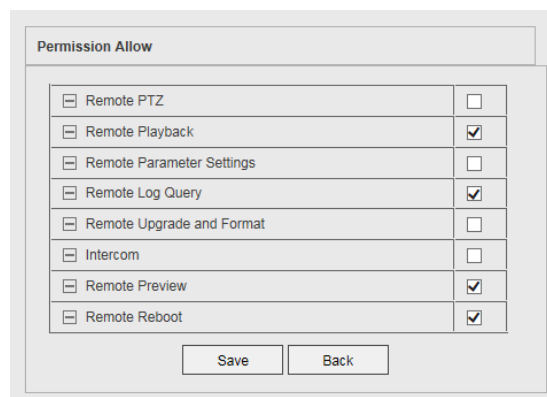 Permission Allow
Remote PTZ
Remote Playback
Remote Parameter Settings
Remote Log Query
Remote Upgrade and Format
Intercom
Remote Preview
Remote Reboot
Save Back